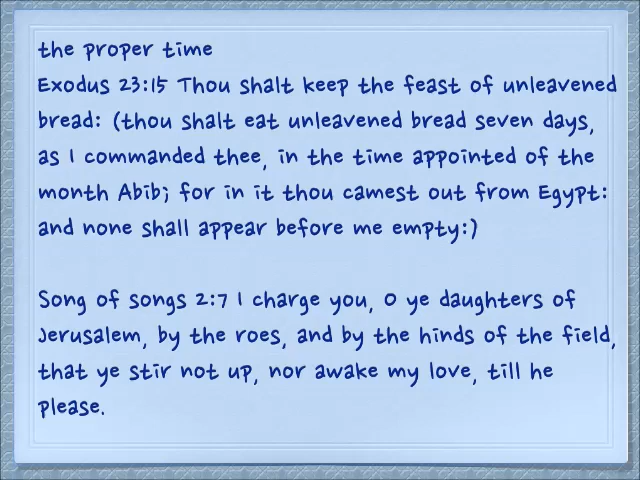 the proper time
Exodus 23:15 Thou shalt keep the feast of unleavened
bread: (thou shalt eat unleavened bread seven days,
as I commanded thee, in the time appointed of the
month Abib; for in it thou camest out from Egypt:
and none shall appear before me empty:)
Song of songs 2:7 I charge you, O ye daughters of
Jerusalem, by the roes, and by the hinds of the field,
that ye stir not up, nor awake my love, till he
please.